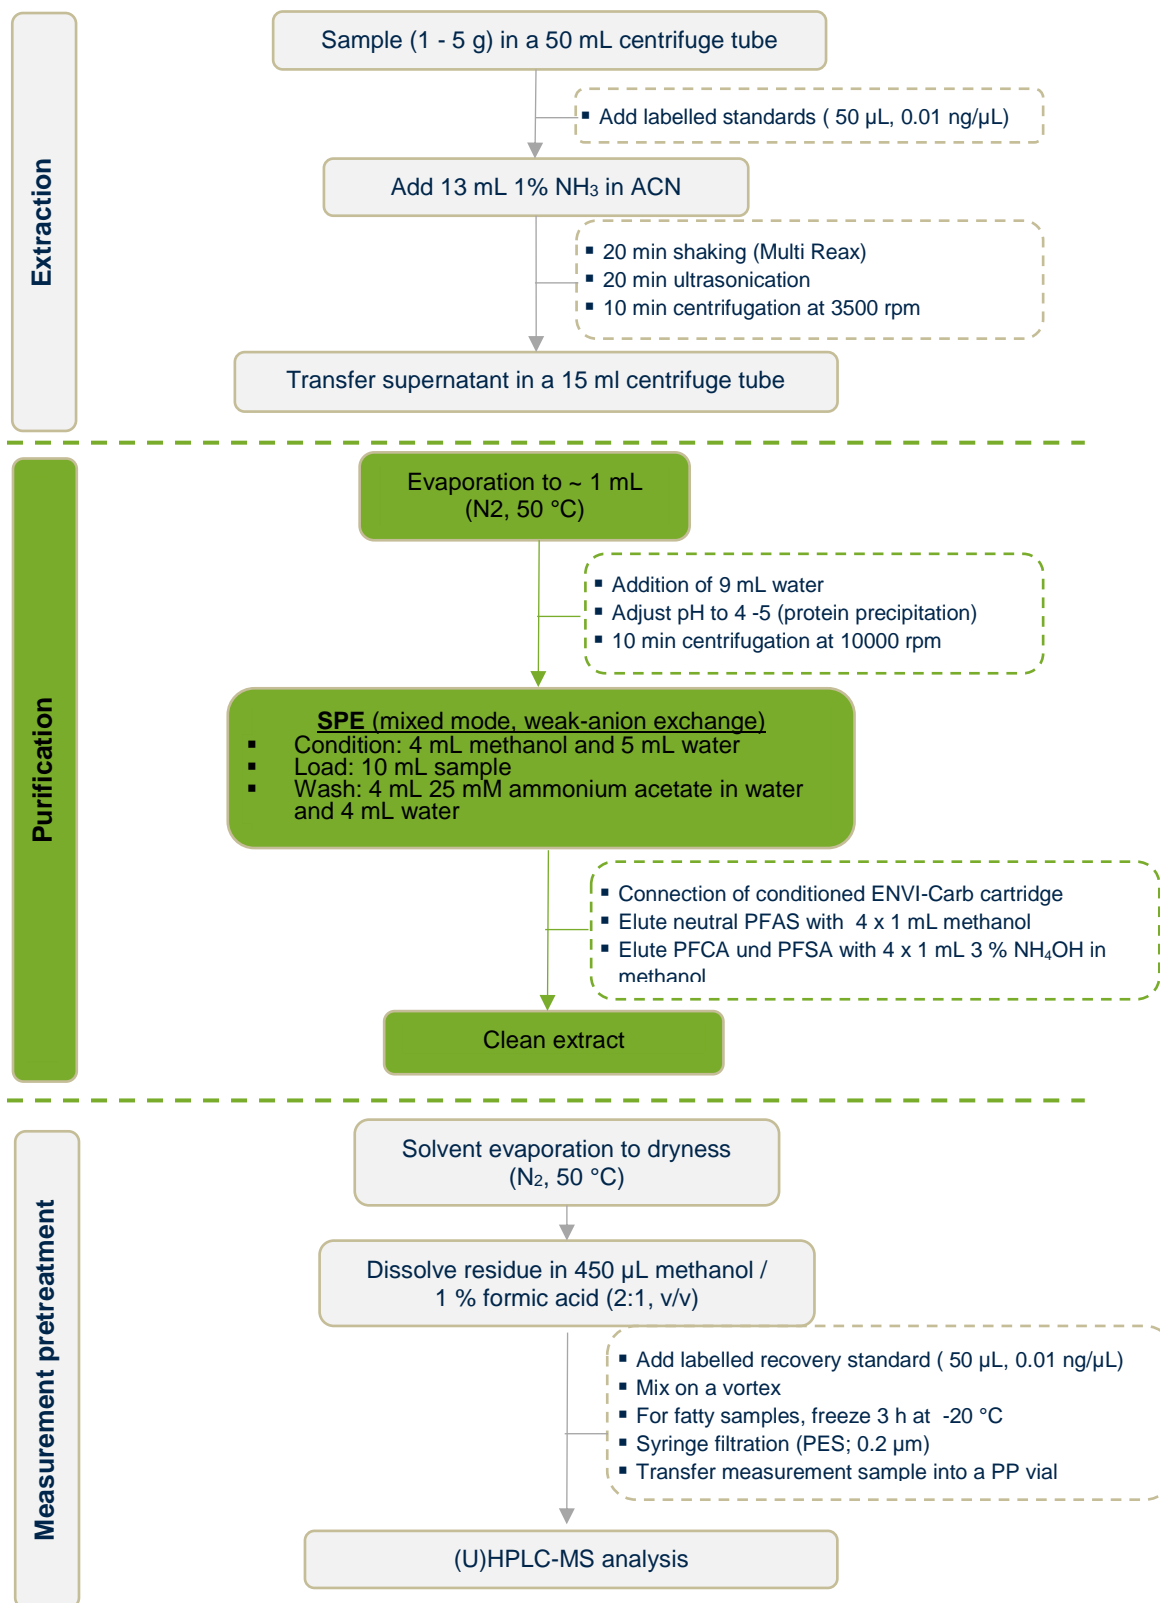 Extraction
Sample (1 - 5 g) in a 50 mL centrifuge tube
▪ Add labelled standards ( 50 µL, 0.01 ng/µL)
Add 13 mL 1% NH₃ in ACN
▪ 20 min shaking (Multi Reax)
▪ 20 min ultrasonication
▪ 10 min centrifugation at 3500 rpm
Transfer supernatant in a 15 ml centrifuge tube
Purification
Evaporation to ~ 1 mL
(N2, 50 °C)
▪ Addition of 9 mL water
▪ Adjust pH to 4 -5 (protein precipitation)
▪ 10 min centrifugation at 10000 rpm
SPE (mixed mode, weak-anion exchange)
▪ Condition: 4 mL methanol and 5 mL water
▪ Load: 10 mL sample
▪ Wash: 4 mL 25 mM ammonium acetate in water
and 4 mL water
▪ Connection of conditioned ENVI-Carb cartridge
▪ Elute neutral PFAS with 4 x 1 mL methanol
▪ Elute PFCA und PFSA with 4 x 1 mL 3 % NH₄OH in
methanol
Clean extract
Measurement pretreatment
Solvent evaporation to dryness
(N₂, 50 °C)
Dissolve residue in 450 µL methanol /
1 % formic acid (2:1, v/v)
▪ Add labelled recovery standard ( 50 µL, 0.01 ng/µL)
▪ Mix on a vortex
▪ For fatty samples, freeze 3 h at -20 °C
▪ Syringe filtration (PES; 0.2 µm)
▪ Transfer measurement sample into a PP vial
(U)HPLC-MS analysis